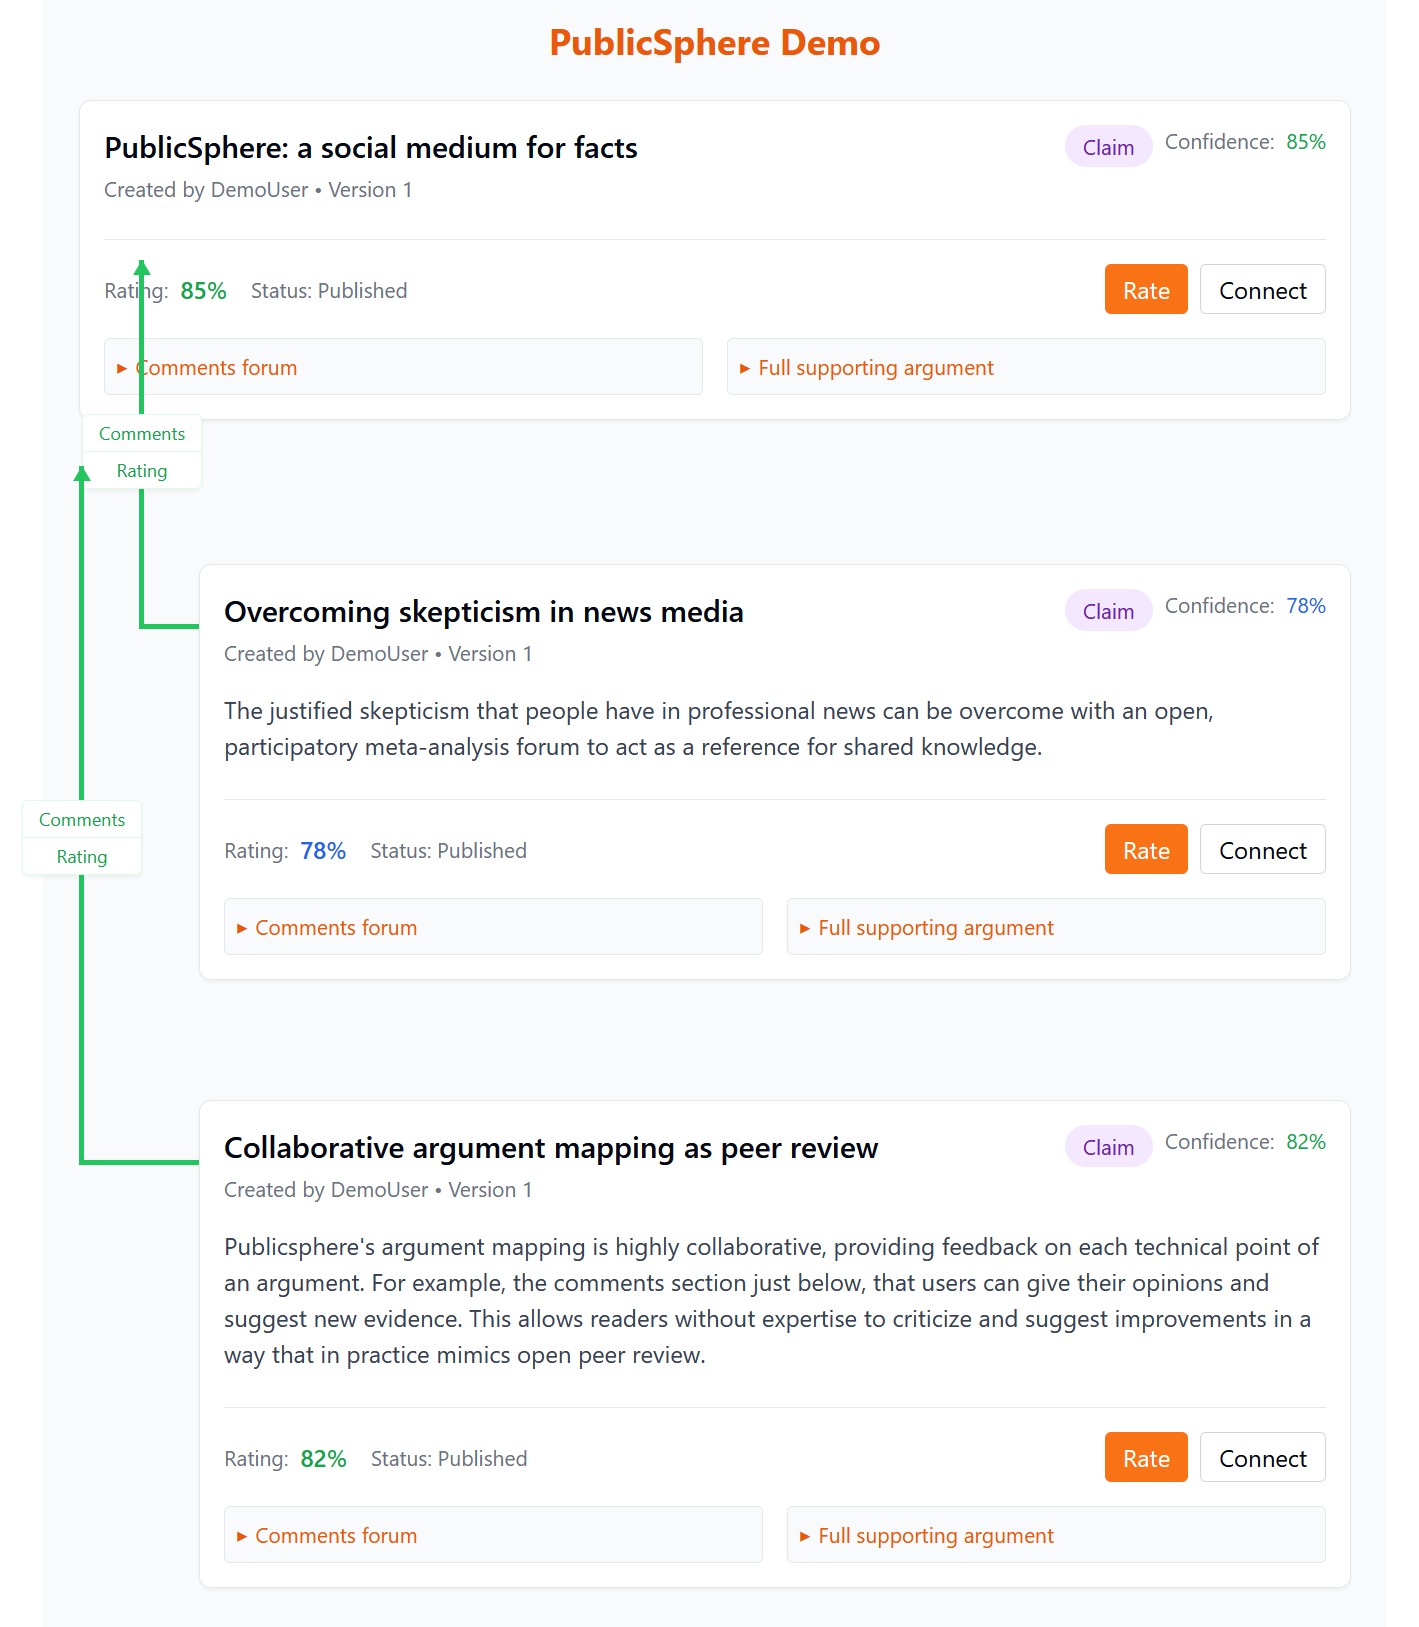 PublicSphere Demo
PublicSphere: a social medium for facts
Claim
Confidence: 85%
Created by DemoUser • Version 1
Rating: 85%
Status: Published
Rate
Connect
▸ Comments forum
▸ Full supporting argument
Comments
Rating
Overcoming skepticism in news media
Claim
Confidence: 78%
Created by DemoUser • Version 1
The justified skepticism that people have in professional news can be overcome with an open,
participatory meta-analysis forum to act as a reference for shared knowledge.
Comments
Rating
Rating: 78%
Status: Published
Rate
Connect
▸ Comments forum
▸ Full supporting argument
Collaborative argument mapping as peer review
Claim
Confidence: 82%
Created by DemoUser • Version 1
Publicsphere's argument mapping is highly collaborative, providing feedback on each technical point of
an argument. For example, the comments section just below, that users can give their opinions and
suggest new evidence. This allows readers without expertise to criticize and suggest improvements in a
way that in practice mimics open peer review.
Rating: 82%
Status: Published
Rate
Connect
▸ Comments forum
▸ Full supporting argument